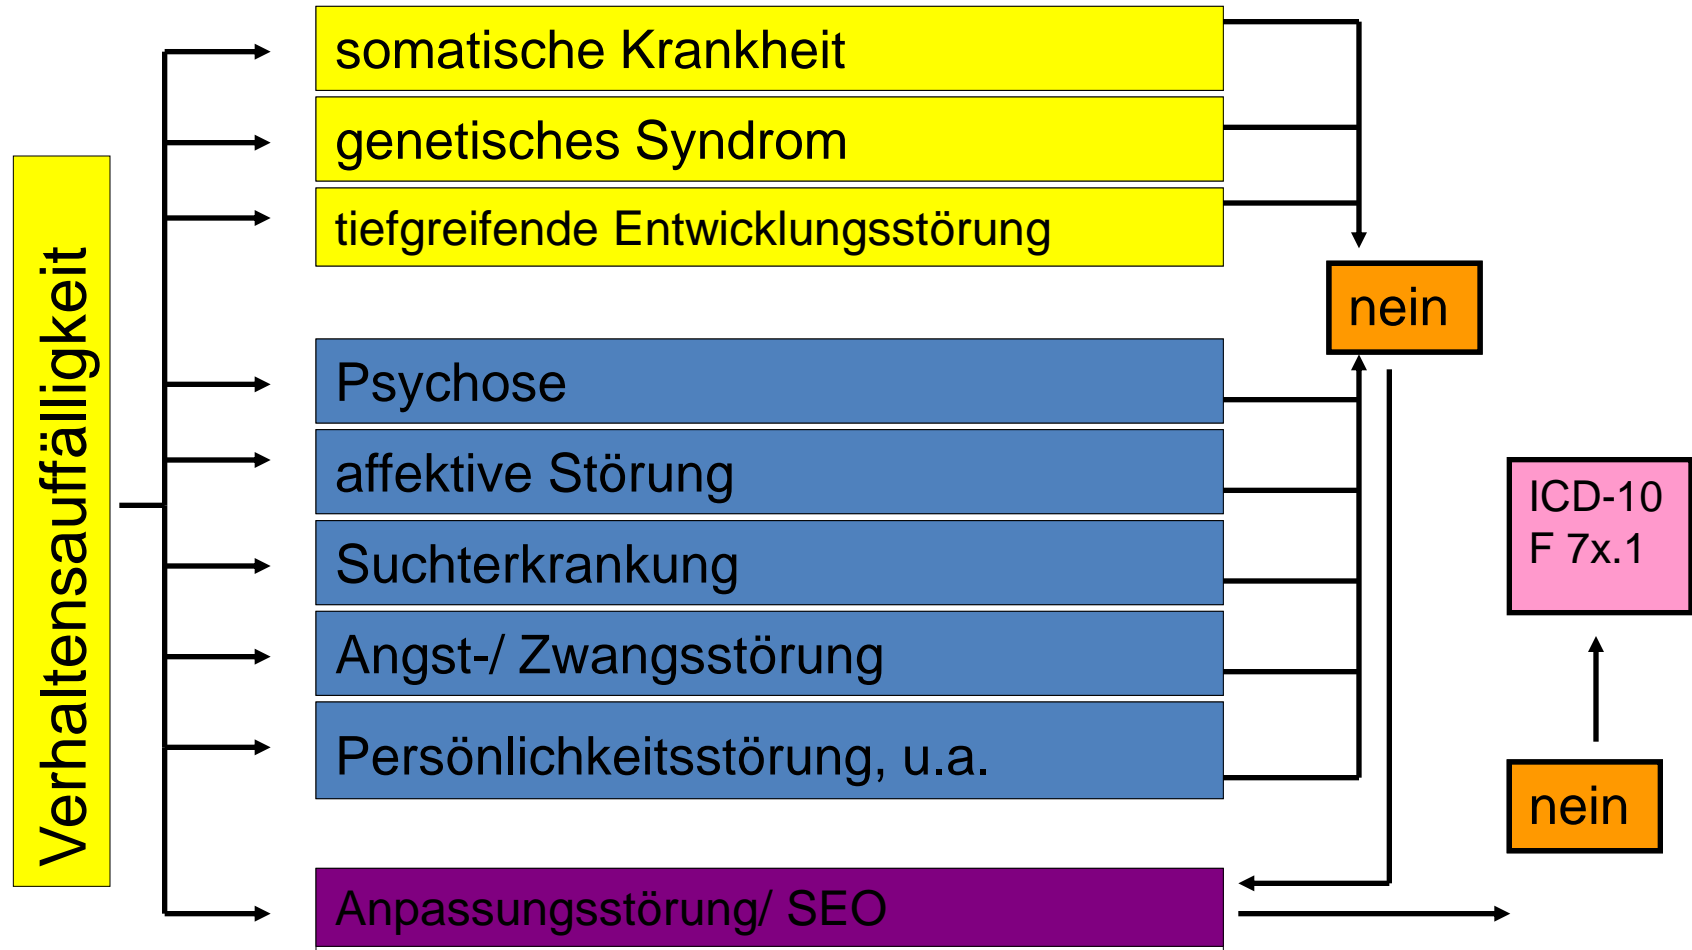 Verhaltensauffälligkeit
somatische Krankheit
genetisches Syndrom
tiefgreifende Entwicklungsstörung
nein
Psychose
affektive Störung
Suchterkrankung
Angst-/ Zwangsstörung
Persönlichkeitsstörung, u.a.
ICD-10
F 7x.1
nein
Anpassungsstörung/ SEO